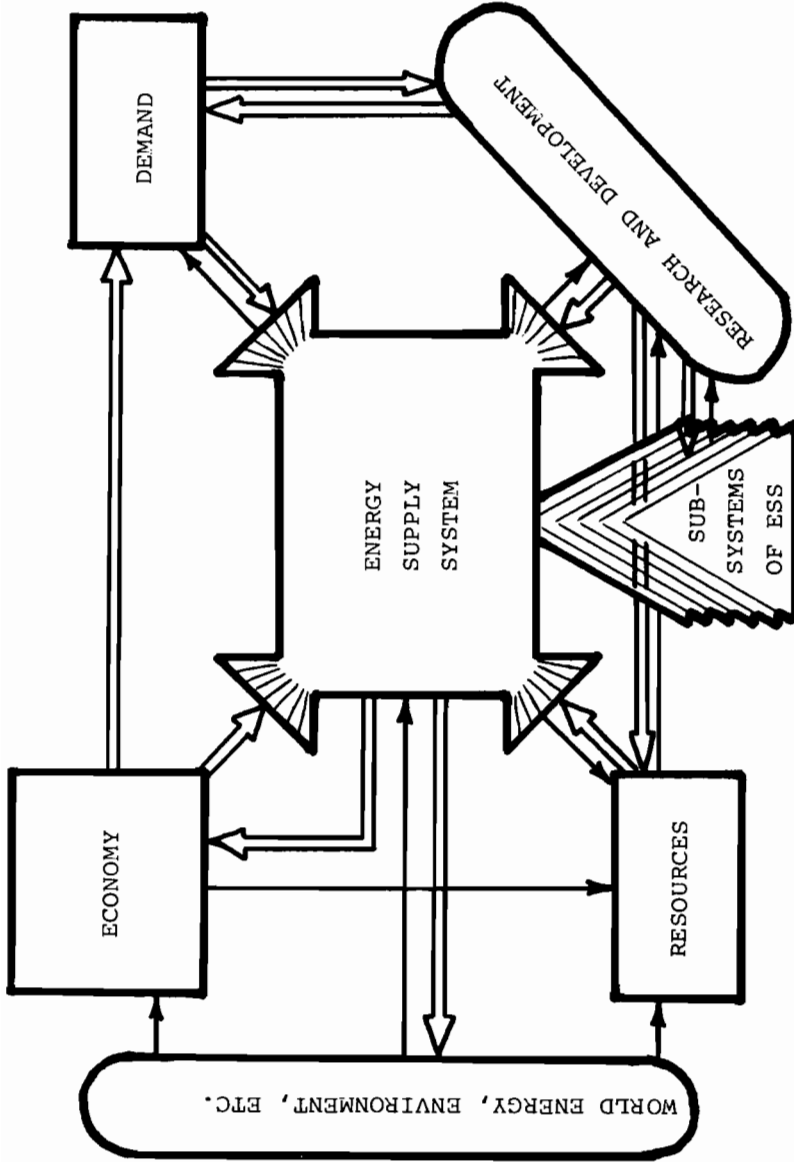 ECONOMY
DEMAND
ENERGY
SUPPLY
SYSTEM
WORLD ENERGY, ENVIRONMENT, ETC.
RESEARCH AND DEVELOPMENT
RESOURCES
SUB-
SYSTEMS
OF ESS